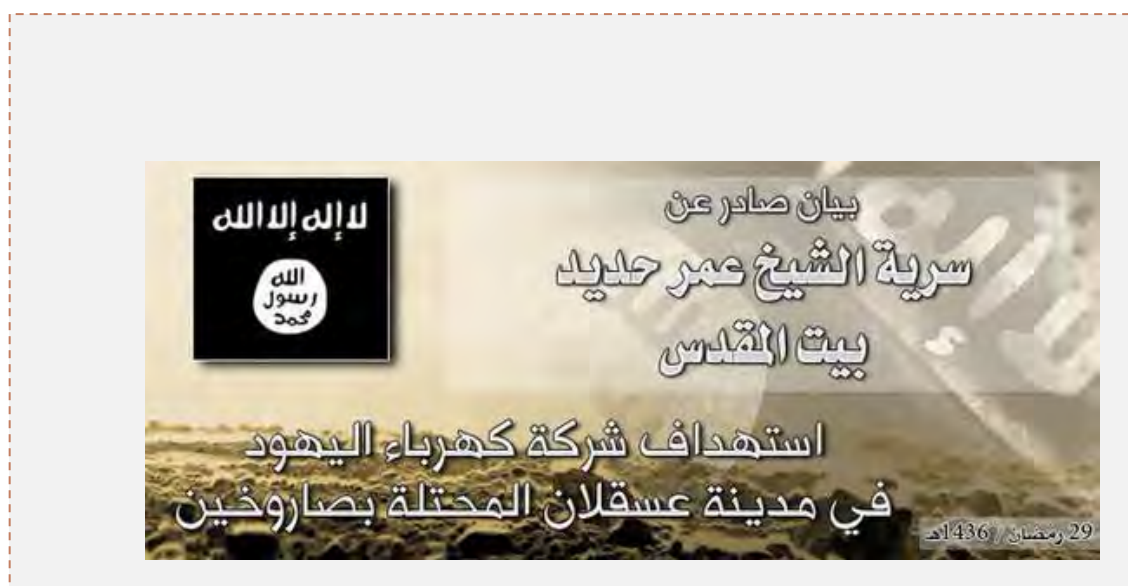 لا إله إلا الله
الله
رسول
محمد
بيان صادر عن
سرية الشيخ عمر حديد
بيت المقدس
استهداف شركة كهرباء اليهود
في مدينة عسقلان المحتلة بصاروخين
29 رمضان / 1436هـ